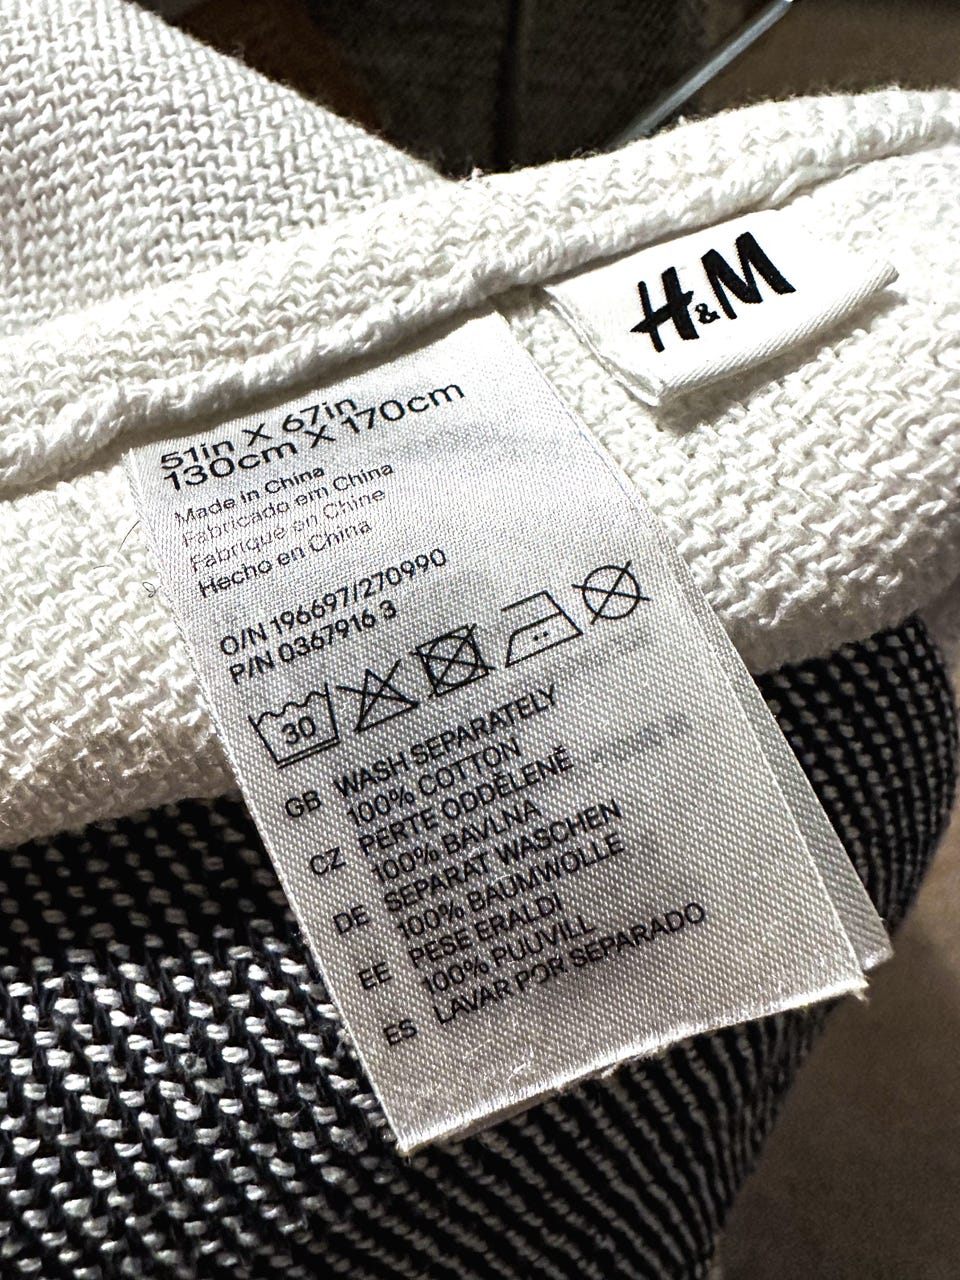 H&M
51in X 67in
130cm X 170cm
Made in China
Fabricado em China
Fabriqué en Chine
Hecho en China
O/N 196697/270990
P/N 0367916 3
30
GB WASH SEPARATELY
100% COTTON
CZ PERTE ODDĚLENĚ
100% BAVLNA
DE SEPARAT WASCHEN
100% BAUMWOLLE
EE PESE ERALDI
100% PUUVILL
ES LAVAR POR SEPARADO